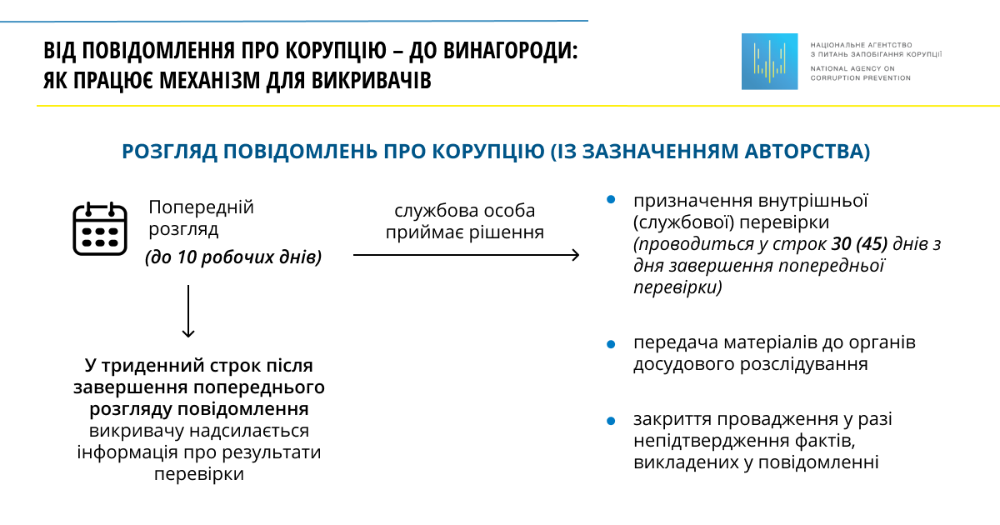 ВІД ПОВІДОМЛЕННЯ ПРО КОРУПЦІЮ – ДО ВИНАГОРОДИ:
ЯК ПРАЦЮЄ МЕХАНІЗМ ДЛЯ ВИКРИВАЧІВ
НАЦІОНАЛЬНЕ АГЕНТСТВО
З ПИТАНЬ ЗАПОБІГАННЯ КОРУПЦІЇ
NATIONAL AGENCY ON
CORRUPTION PREVENTION
РОЗГЛЯД ПОВІДОМЛЕНЬ ПРО КОРУПЦІЮ (ІЗ ЗАЗНАЧЕННЯМ АВТОРСТВА)
Попередній
розгляд
(до 10 робочих днів)
службова особа
приймає рішення
призначення внутрішньої
(службової) перевірки
(проводиться у строк 30 (45) днів з
дня завершення попередньої
перевірки)
передача матеріалів до органів
досудового розслідування
закриття провадження у разі
непідтвердження фактів,
викладених у повідомленні
У триденний строк після
завершення попереднього
розгляду повідомлення
викривачу надсилається
інформація про результати
перевірки